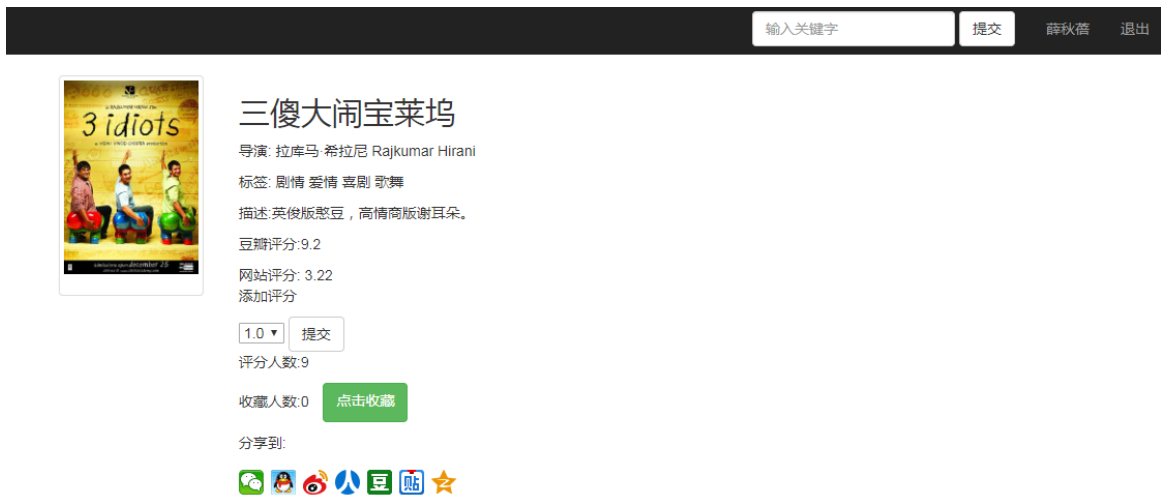 输入关键字 提交 薛秋蓓 退出
3 idiots
三傻大闹宝莱坞
导演: 拉库马·希拉尼 Rajkumar Hirani
标签: 剧情 爱情 喜剧 歌舞
描述:英俊版憨豆，高情商版谢耳朵。
豆瓣评分:9.2
网站评分: 3.22
添加评分
1.0 提交
评分人数:9
收藏人数:0 点击收藏
分享到:
豆 贴